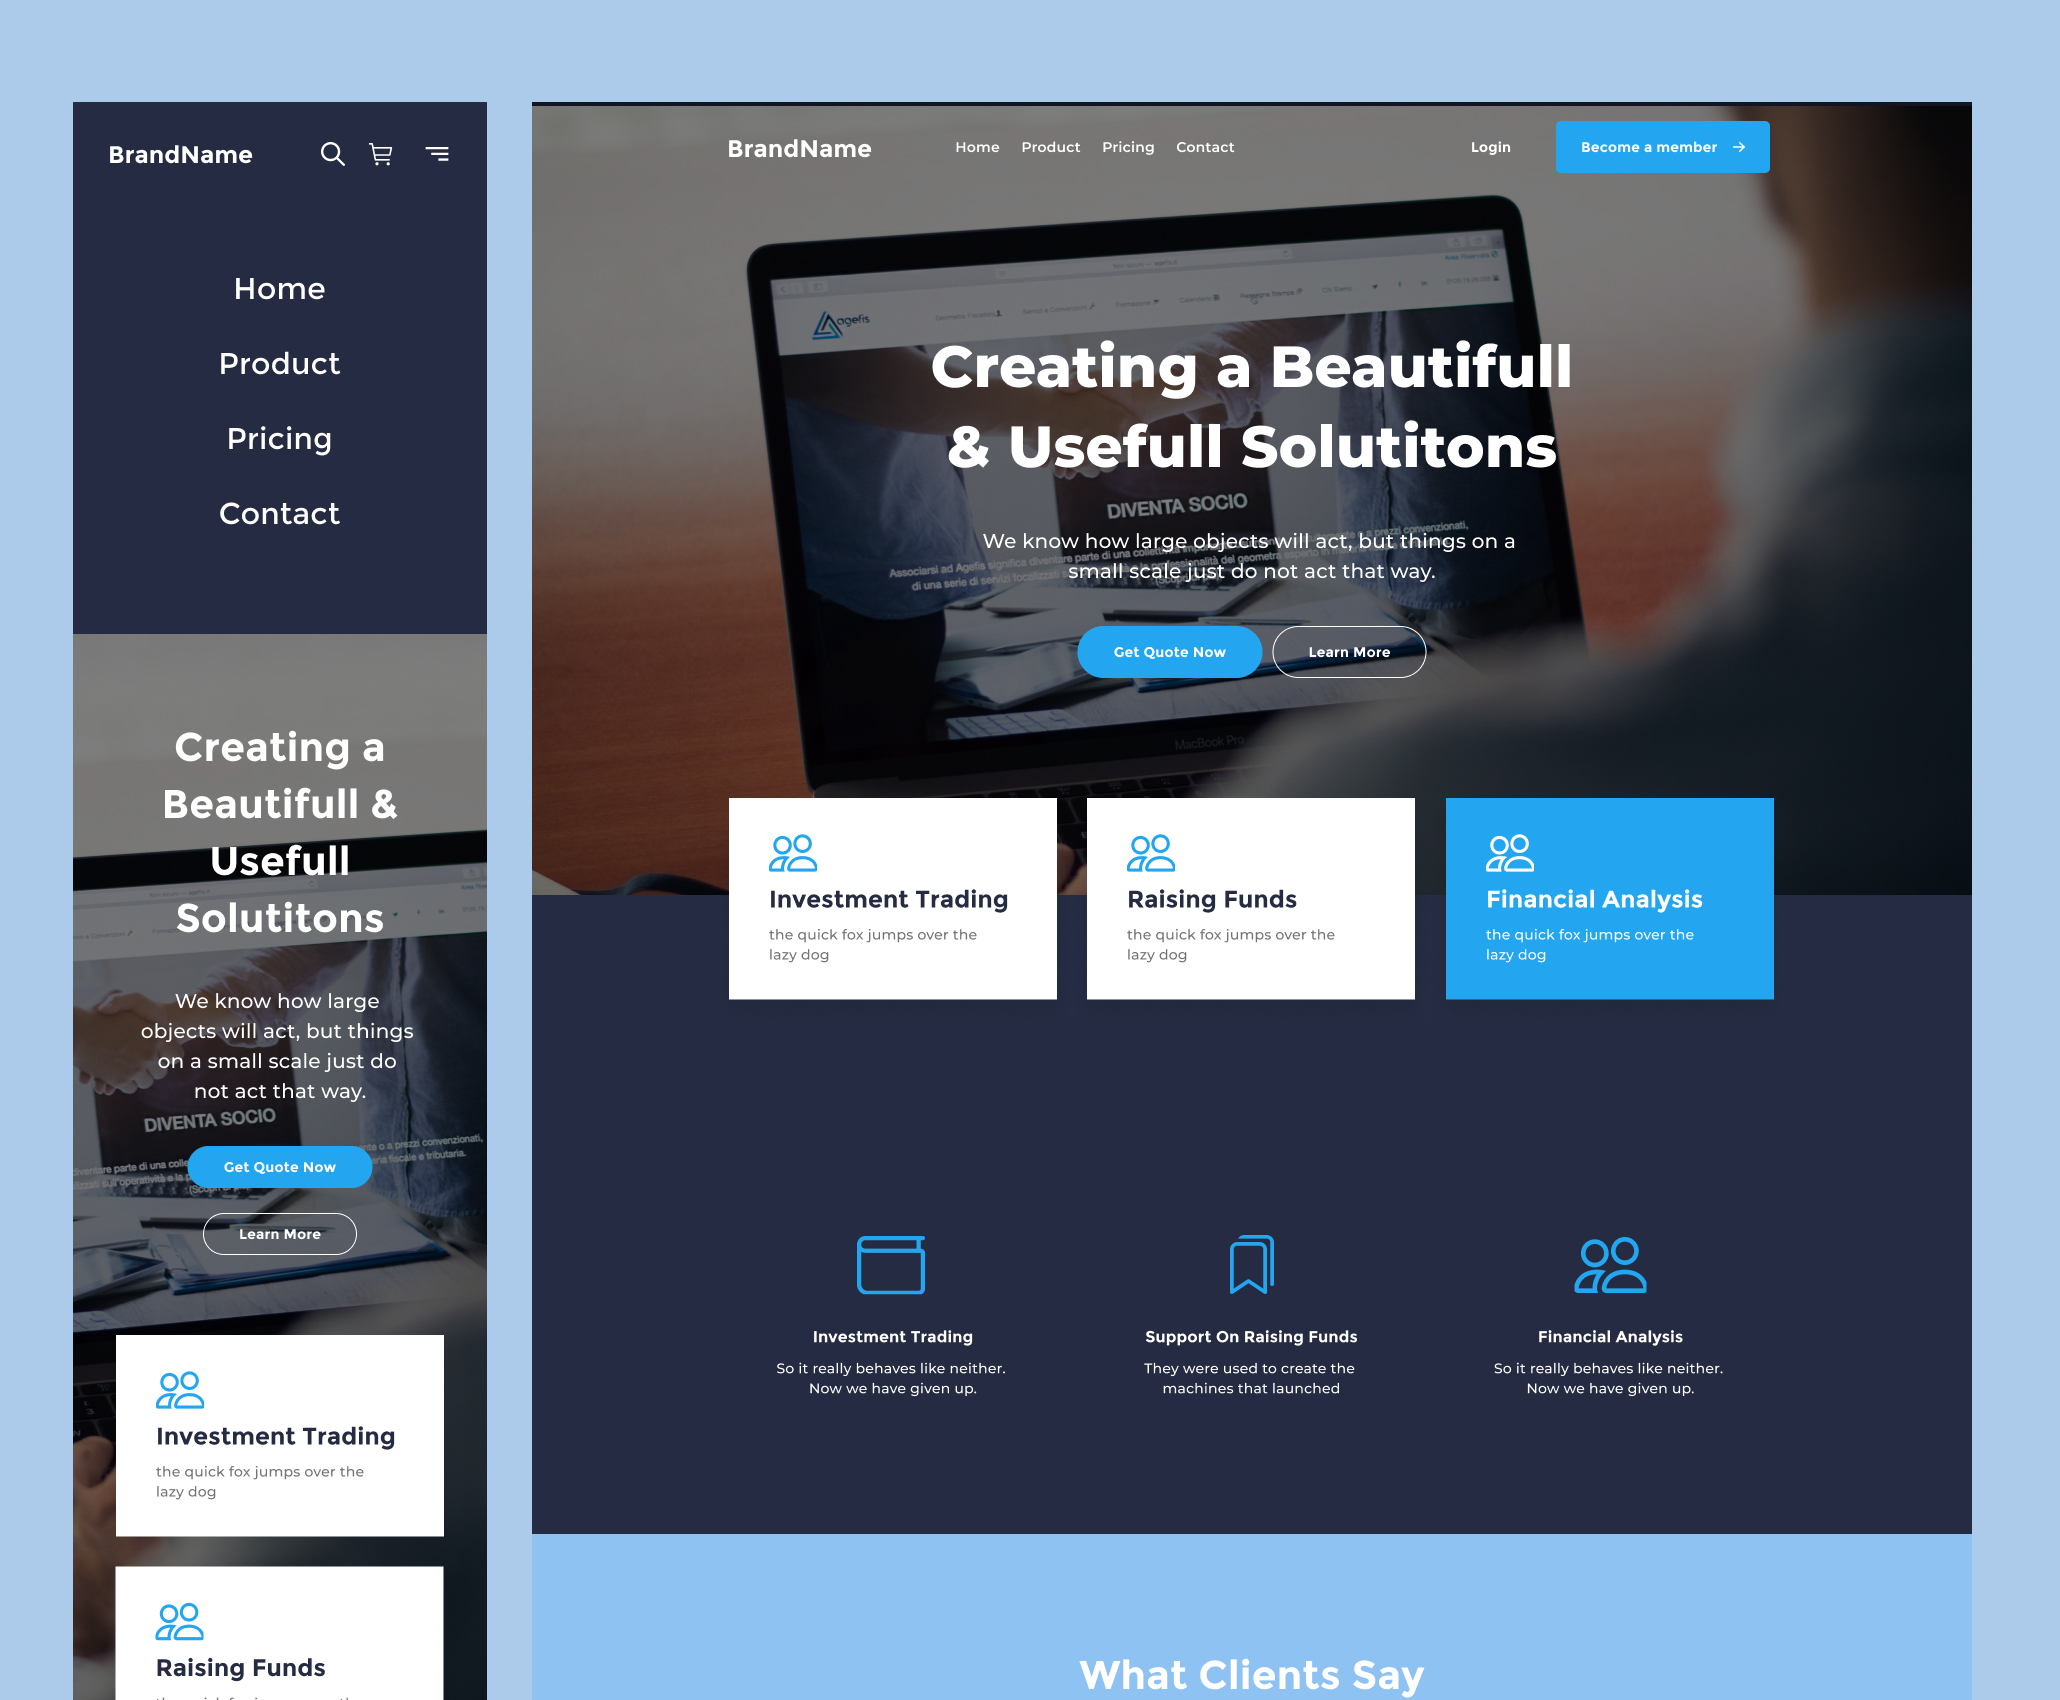 BrandName
Home
Product
Pricing
Contact
Creating a
Beautifull &
Usefull
Solutitons
We know how large
objects will act, but things
on a small scale just do
not act that way.
DIVENTA SOCIO
Get Quote Now
Learn More
Investment Trading
the quick fox jumps over the
lazy dog
Raising Funds
BrandName
Home Product Pricing Contact
Login
Become a member
agefis
Creating a Beautifull
& Usefull Solutitons
DIVENTA SOCIO
We know how large objects will act, but things on a
small scale just do not act that way.
Get Quote Now
Learn More
MacBook Pro
Investment Trading
the quick fox jumps over the
lazy dog
Raising Funds
the quick fox jumps over the
lazy dog
Financial Analysis
the quick fox jumps over the
lazy dog
Investment Trading
So it really behaves like neither.
Now we have given up.
Support On Raising Funds
They were used to create the
machines that launched
Financial Analysis
So it really behaves like neither.
Now we have given up.
What Clients Say